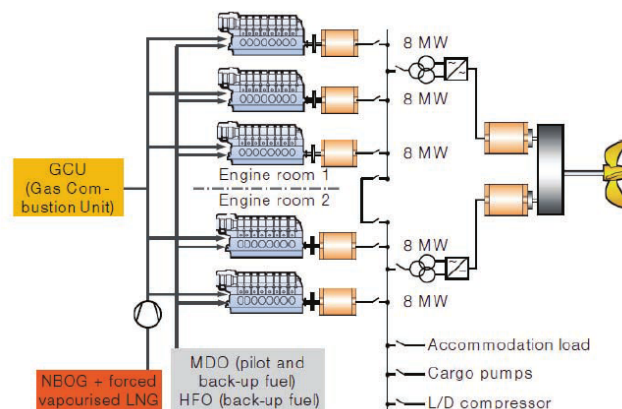 8 MW
8 MW
8 MW
GCU
(Gas Com-
bustion Unit)
Engine room 1
Engine room 2
8 MW
8 MW
NBOG + forced
vapourised LNG
MDO (pilot and
back-up fuel)
HFO (back-up fuel)
Accommodation load
Cargo pumps
L/D compressor